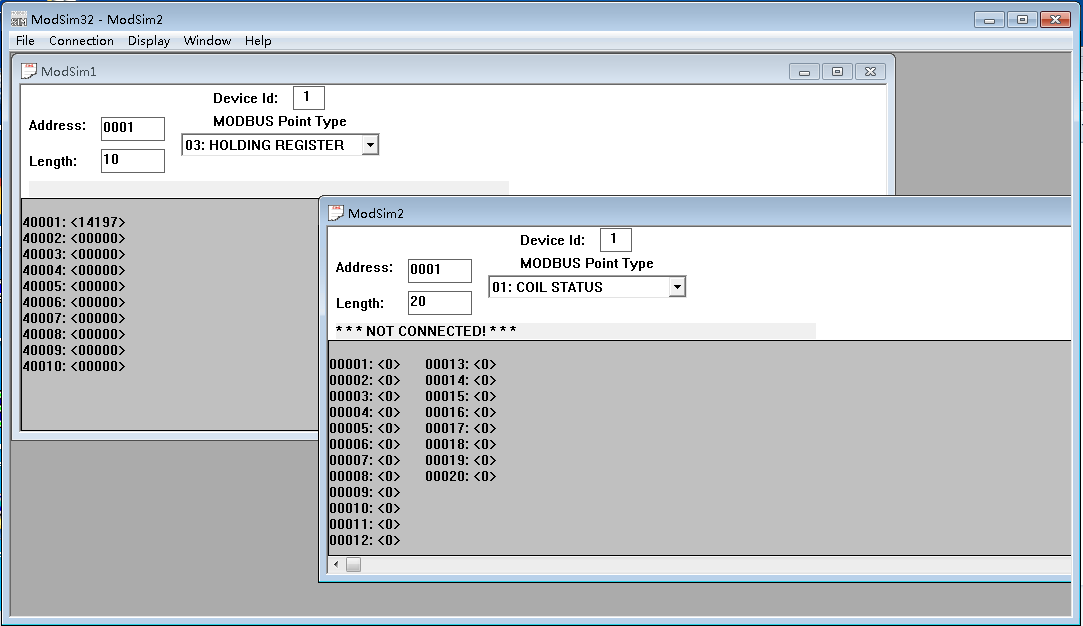 ModSim32 - ModSim2
File Connection Display Window Help
ModSim1
Device Id: 1
MODBUS Point Type
Address: 0001
03: HOLDING REGISTER
Length: 10
40001: <14197>
40002: <00000>
40003: <00000>
40004: <00000>
40005: <00000>
40006: <00000>
40007: <00000>
40008: <00000>
40009: <00000>
40010: <00000>
ModSim2
Device Id: 1
MODBUS Point Type
Address: 0001
01: COIL STATUS
Length: 20
* * * NOT CONNECTED! * * *
00001: <0> 00013: <0>
00002: <0> 00014: <0>
00003: <0> 00015: <0>
00004: <0> 00016: <0>
00005: <0> 00017: <0>
00006: <0> 00018: <0>
00007: <0> 00019: <0>
00008: <0> 00020: <0>
00009: <0>
00010: <0>
00011: <0>
00012: <0>